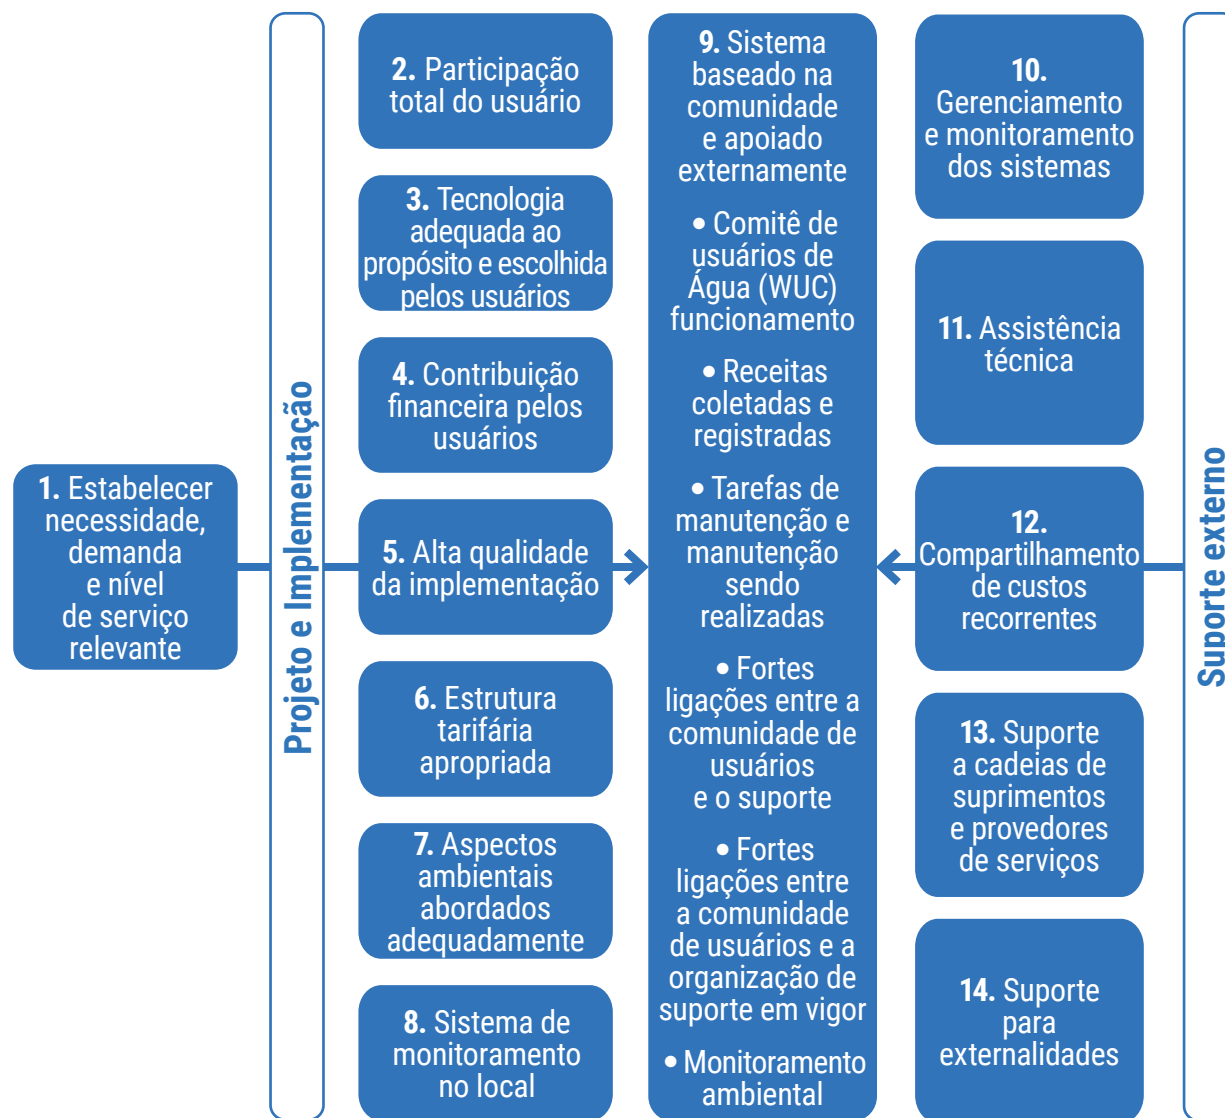 1. Estabelecer
necessidade,
demanda
e nível
de serviço
relevante
Projeto e Implementação
2. Participação
total do usuário
3. Tecnologia
adequada ao
propósito e escolhida
pelos usuários
4. Contribuição
financeira pelos
usuários
5. Alta qualidade
da implementação
6. Estrutura
tarifária
apropriada
7. Aspectos
ambientais
abordados
adequadamente
8. Sistema de
monitoramento
no local
9. Sistema
baseado na
comunidade
e apoiado
externamente
• Comitê de
usuários de
Água (WUC)
funcionamento
• Receitas
coletadas e
registradas
• Tarefas de
manutenção e
manutenção
sendo
realizadas
• Fortes
ligações entre a
comunidade de
usuários
e o suporte
• Fortes
ligações entre
a comunidade
de usuários e a
organização de
suporte em vigor
• Monitoramento
ambiental
10.
Gerenciamento
e monitoramento
dos sistemas
11. Assistência
técnica
12.
Compartilhamento
de custos
recorrentes
13. Suporte
a cadeias de
suprimentos
e provedores
de serviços
14. Suporte
para
externalidades
Suporte externo